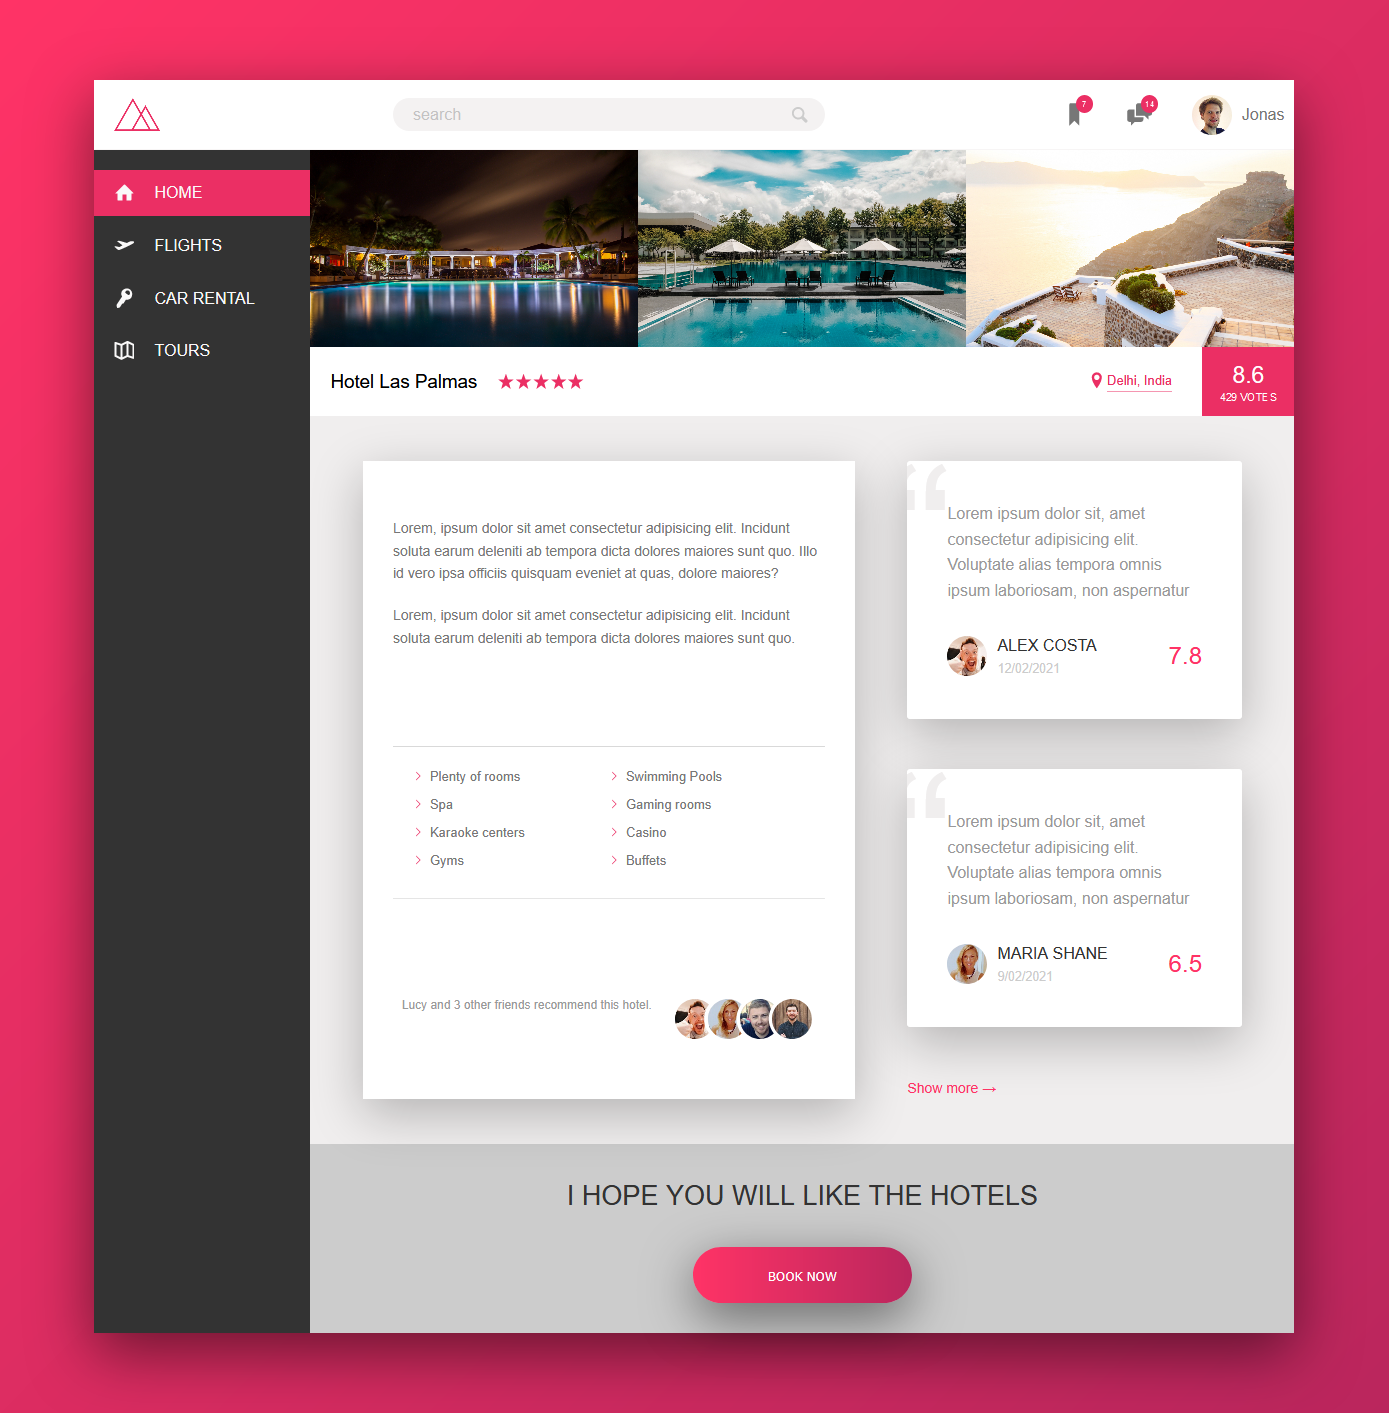 search
7
14
Jonas
HOME
FLIGHTS
CAR RENTAL
TOURS
Hotel Las Palmas
Delhi, India
8.6
429 VOTES
Lorem, ipsum dolor sit amet consectetur adipisicing elit. Incidunt
soluta earum deleniti ab tempora dicta dolores maiores sunt quo. Illo
id vero ipsa officiis quisquam eveniet at quas, dolore maiores?
Lorem, ipsum dolor sit amet consectetur adipisicing elit. Incidunt
soluta earum deleniti ab tempora dicta dolores maiores sunt quo.
Plenty of rooms
Swimming Pools
Spa
Gaming rooms
Karaoke centers
Casino
Gyms
Buffets
Lucy and 3 other friends recommend this hotel.
“
Lorem ipsum dolor sit, amet
consectetur adipisicing elit.
Voluptate alias tempora omnis
ipsum laboriosam, non aspernatur
ALEX COSTA
12/02/2021
7.8
“
Lorem ipsum dolor sit, amet
consectetur adipisicing elit.
Voluptate alias tempora omnis
ipsum laboriosam, non aspernatur
MARIA SHANE
9/02/2021
6.5
Show more →
I HOPE YOU WILL LIKE THE HOTELS
BOOK NOW